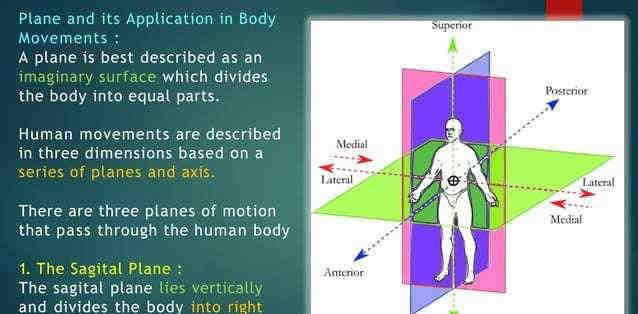 Plane and its Application in Body
Movements :
A plane is best described as an
imaginary surface which divides
the body into equal parts.
Human movements are described
in three dimensions based on a
series of planes and axis.
There are three planes of motion
that pass through the human body
1. The Sagital Plane :
The sagital plane lies vertically
and divides the body into right
Superior
Posterior
Medial
Lateral
Lateral
Medial
Anterior